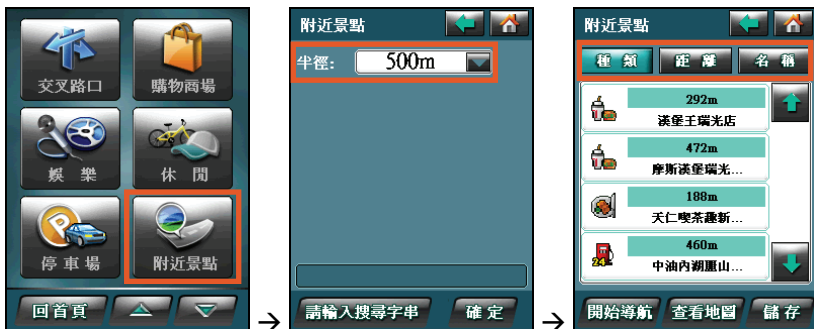 交叉路口
購物商場
娛樂
休閒
停車場
附近景點
回首頁
→
附近景點
半徑: 500m
請輸入搜尋字串
確定
→
附近景點
種類 距離 名稱
292m
漢堡王瑞光店
472m
摩斯漢堡瑞光...
188m
天仁喫茶趣新...
460m
24
中油內湖麗山...
開始導航 查看地圖 儲存